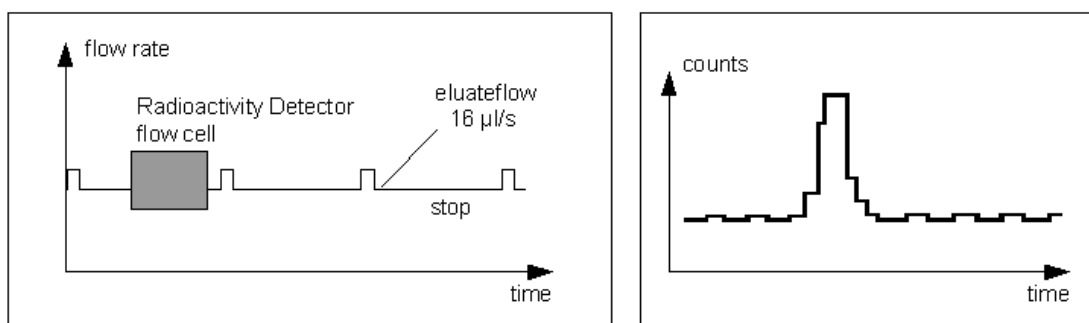 flow rate
Radioactivity Detector
flow cell
eluateflow
16 µl/s
stop
time
counts
time